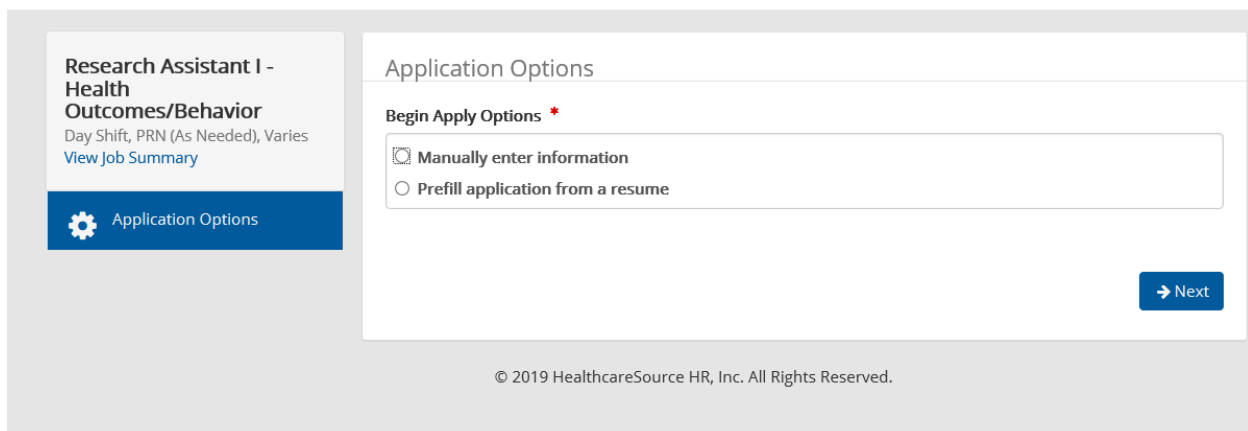 Research Assistant I -
Health
Outcomes/Behavior
Day Shift, PRN (As Needed), Varies
View Job Summary
Application Options
Application Options
Begin Apply Options *
Manually enter information
Prefill application from a resume
Next
© 2019 HealthcareSource HR, Inc. All Rights Reserved.